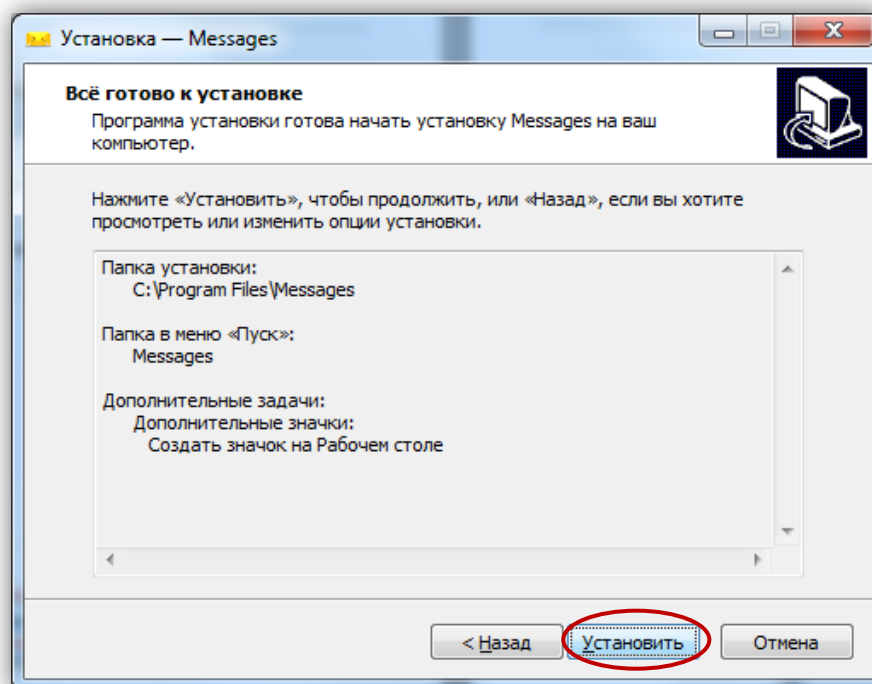 Установка — Messages
Всё готово к установке
Программа установки готова начать установку Messages на ваш
компьютер.
Нажмите «Установить», чтобы продолжить, или «Назад», если вы хотите
просмотреть или изменить опции установки.
Папка установки:
C:\Program Files\Messages
Папка в меню «Пуск»:
Messages
Дополнительные задачи:
Дополнительные значки:
Создать значок на Рабочем столе
< Назад
Установить
Отмена